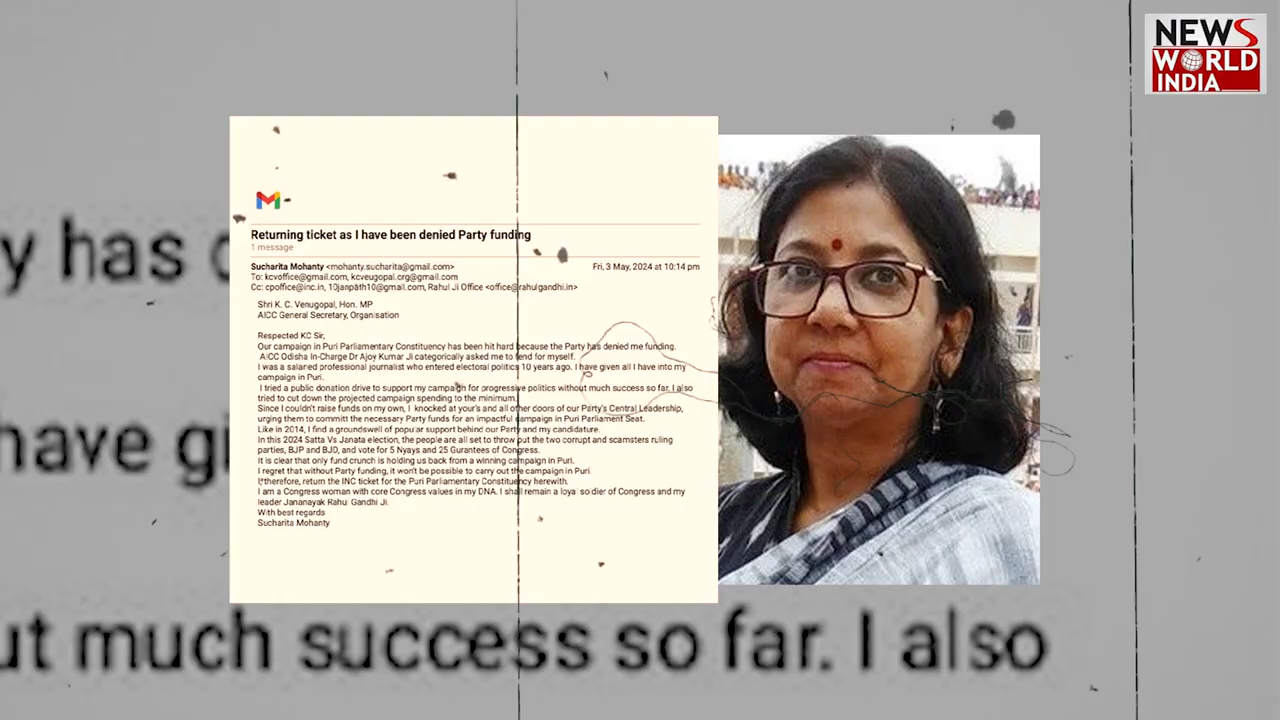 NEWS
WORLD
INDIA
y has
have gi
ut much success so far. I also
Returning ticket as I have been denied Party funding
1 message
Sucharita Mohanty <mohanty.sucharita@gmail.com>
Fri, 3 May, 2024 at 10:14 pm
To: kcvoffice@gmail.com, kcveugopal.org@gmail.com
Cc: cpoffice@inc.in, 10janpath10@gmail.com, Rahul Ji Office <office@rahulgandhi.in>
Shri K. C. Venugopal, Hon. MP
AICC General Secretary, Organisation
Respected KC Sir,
Our campaign in Puri Parliamentary Constituency has been hit hard because the Party has denied me funding.
AICC Odisha In-Charge Dr Ajoy Kumar Ji categorically asked me to fend for myself.
I was a salaried professional journalist who entered electoral politics 10 years ago. I have given all I have into my
campaign in Puri.
I tried a public donation drive to support my campaign for progressive politics without much success so far. I also
tried to cut down the projected campaign spending to the minimum.
Since I couldn't raise funds on my own, I knocked at your's and all other doors of our Party's Central Leadership,
urging them to commit the necessary Party funds for an impactful campaign in Puri Parliament Seat.
Like in 2014, I find a groundswell of popular support behind our Party and my candidature.
In this 2024 Satta Vs Janata election, the people are all set to throw out the two corrupt and scamsters ruling
parties, BJP and BJD, and vote for 5 Nyays and 25 Gurantees of Congress.
It is clear that only fund crunch is holding us back from a winning campaign in Puri.
I regret that without Party funding, it won't be possible to carry out the campaign in Puri.
I, therefore, return the INC ticket for the Puri Parliamentary Constituency herewith.
I am a Congress woman with core Congress values in my DNA. I shall remain a loyal soldier of Congress and my
leader Jananayak Rahul Gandhi Ji.
With best regards
Sucharita Mohanty